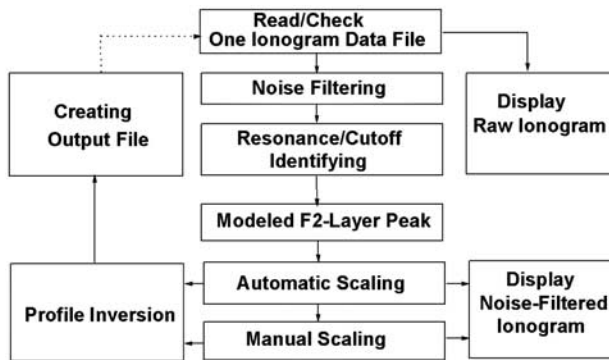 Read/Check
One Ionogram Data File
Noise Filtering
Resonance/Cutoff
Identifying
Modeled F2-Layer Peak
Automatic Scaling
Manual Scaling
Display
Raw Ionogram
Display
Noise-Filtered
Ionogram
Profile Inversion
Creating
Output File